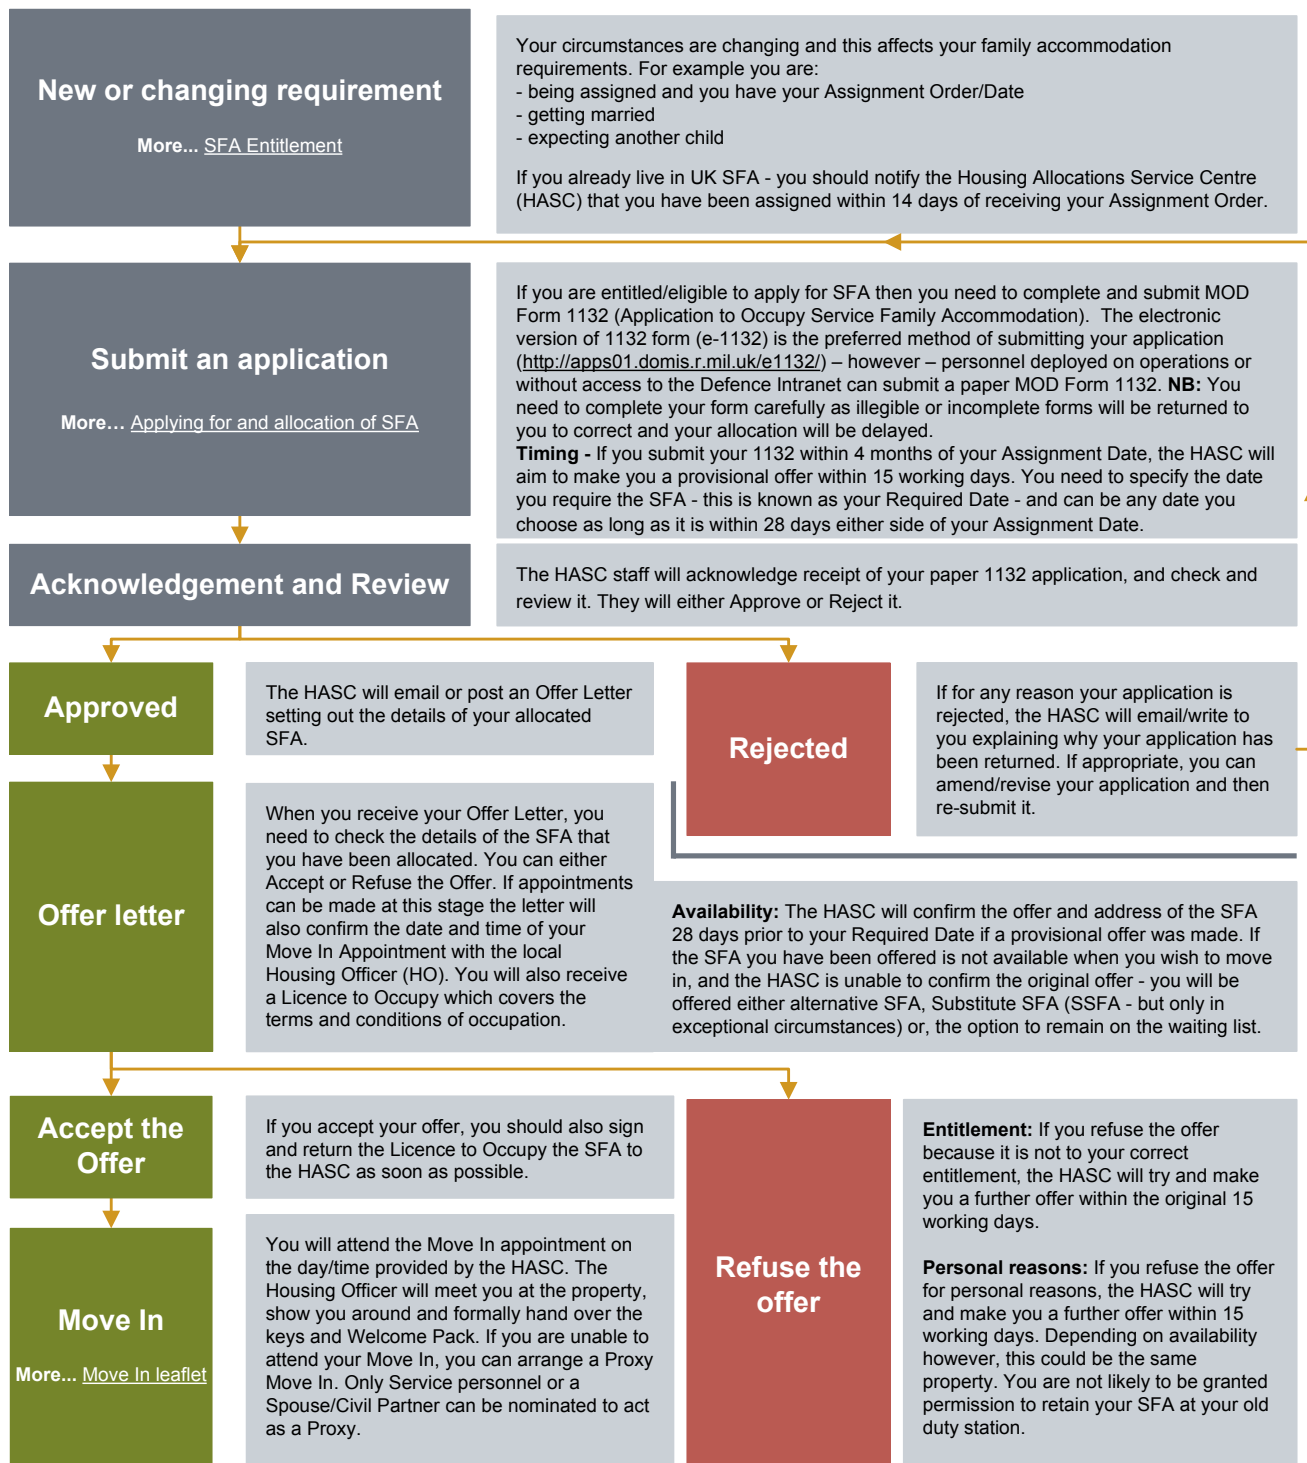 New or changing requirement
More... SFA Entitlement
Your circumstances are changing and this affects your family accommodation
requirements. For example you are:
- being assigned and you have your Assignment Order/Date
- getting married
- expecting another child
If you already live in UK SFA - you should notify the Housing Allocations Service Centre
(HASC) that you have been assigned within 14 days of receiving your Assignment Order.
Submit an application
More… Applying for and allocation of SFA
If you are entitled/eligible to apply for SFA then you need to complete and submit MOD
Form 1132 (Application to Occupy Service Family Accommodation).  The electronic
version of 1132 form (e-1132) is the preferred method of submitting your application
(http://apps01.domis.r.mil.uk/e1132/) – however – personnel deployed on operations or
without access to the Defence Intranet can submit a paper MOD Form 1132. NB: You
need to complete your form carefully as illegible or incomplete forms will be returned to
you to correct and your allocation will be delayed.
Timing - If you submit your 1132 within 4 months of your Assignment Date, the HASC will
aim to make you a provisional offer within 15 working days. You need to specify the date
you require the SFA - this is known as your Required Date - and can be any date you
choose as long as it is within 28 days either side of your Assignment Date.
Acknowledgement and Review
The HASC staff will acknowledge receipt of your paper 1132 application, and check and
review it. They will either Approve or Reject it.
Approved
The HASC will email or post an Offer Letter
setting out the details of your allocated
SFA.
Rejected
If for any reason your application is
rejected, the HASC will email/write to
you explaining why your application has
been returned. If appropriate, you can
amend/revise your application and then
re-submit it.
Offer letter
When you receive your Offer Letter, you
need to check the details of the SFA that
you have been allocated. You can either
Accept or Refuse the Offer. If appointments
can be made at this stage the letter will
also confirm the date and time of your
Move In Appointment with the local
Housing Officer (HO). You will also receive
a Licence to Occupy which covers the
terms and conditions of occupation.
Availability: The HASC will confirm the offer and address of the SFA
28 days prior to your Required Date if a provisional offer was made. If
the SFA you have been offered is not available when you wish to move
in, and the HASC is unable to confirm the original offer - you will be
offered either alternative SFA, Substitute SFA (SSFA - but only in
exceptional circumstances) or, the option to remain on the waiting list.
Accept the
Offer
If you accept your offer, you should also sign
and return the Licence to Occupy the SFA to
the HASC as soon as possible.
Move In
More... Move In leaflet
You will attend the Move In appointment on
the day/time provided by the HASC. The
Housing Officer will meet you at the property,
show you around and formally hand over the
keys and Welcome Pack. If you are unable to
attend your Move In, you can arrange a Proxy
Move In. Only Service personnel or a
Spouse/Civil Partner can be nominated to act
as a Proxy.
Refuse the
offer
Entitlement: If you refuse the offer
because it is not to your correct
entitlement, the HASC will try and make
you a further offer within the original 15
working days.
Personal reasons: If you refuse the offer
for personal reasons, the HASC will try
and make you a further offer within 15
working days. Depending on availability
however, this could be the same
property. You are not likely to be granted
permission to retain your SFA at your old
duty station.